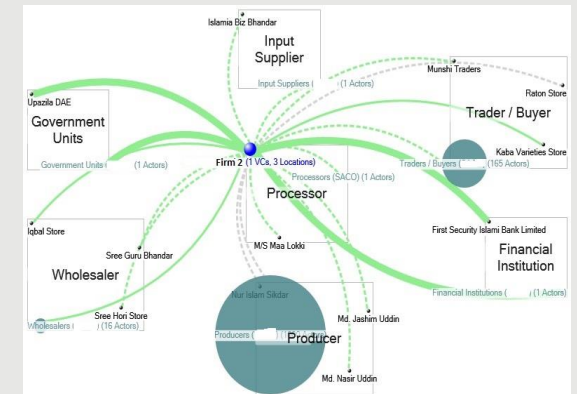 Islamia Biz Bhandar
Input
Supplier
Input Suppliers ( (1 Actors)
Munshi Traders
Raton Store
Trader / Buyer
Kaba Varieties Store
Traders / Buyers ( (165 Actors)
Upazila DAE
Government
Units
Government Units ( (1 Actors)
Firm 2 (1 VCs, 3 Locations)
Processors (SACO) (1 Actors)
Processor
M/S Maa Lokki
First Security Islami Bank Limited
Financial
Institution
Financial Institutions ( ) (1 Actors)
Iqbal Store
Sree Guru Bhandar
Wholesaler
Sree Hori Store
Wholesalers ( ) (16 Actors)
Nur Islam Sikdar
Md. Jashim Uddin
Producers (
Producer
Md. Nasir Uddin